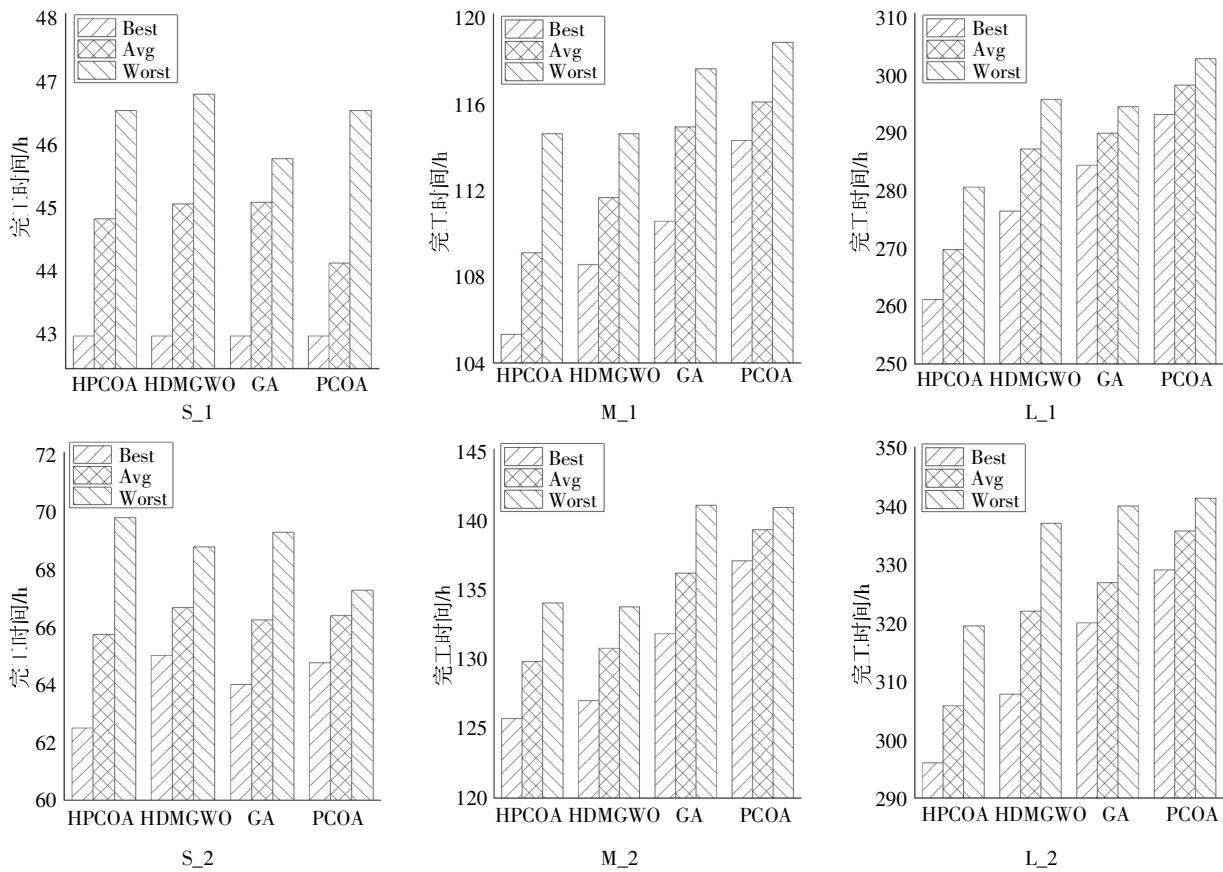 48
47
46
45
44
43
完工时间/h
Best
Avg
Worst
HPCOA HDMGWO GA PCOA
S_1
120
116
112
108
104
完工时间/h
Best
Avg
Worst
HPCOA HDMGWO GA PCOA
M_1
310
300
290
280
270
260
250
完工时间/h
Best
Avg
Worst
HPCOA HDMGWO GA PCOA
L_1
72
70
68
66
64
62
60
完工时间/h
Best
Avg
Worst
HPCOA HDMGWO GA PCOA
S_2
145
140
135
130
125
120
完工时间/h
Best
Avg
Worst
HPCOA HDMGWO GA PCOA
M_2
350
340
330
320
310
300
290
完工时间/h
Best
Avg
Worst
HPCOA HDMGWO GA PCOA
L_2